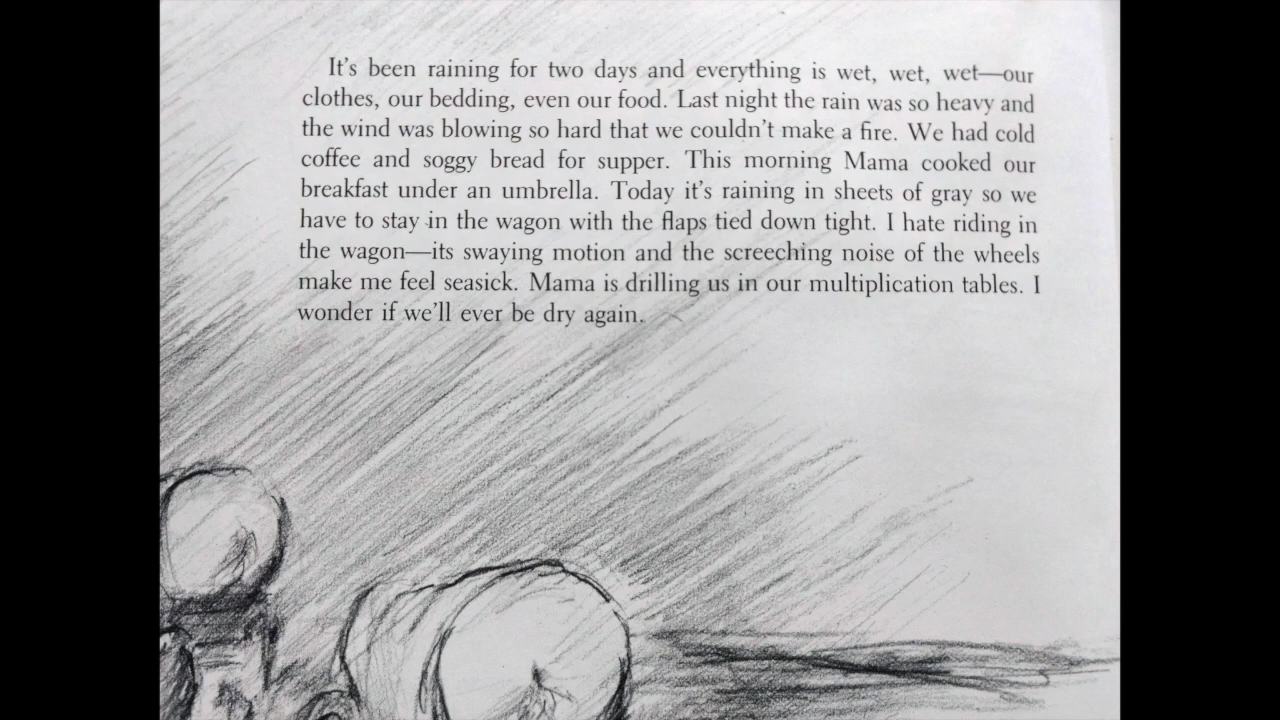 It's been raining for two days and everything is wet, wet, wet—our
clothes, our bedding, even our food. Last night the rain was so heavy and
the wind was blowing so hard that we couldn't make a fire. We had cold
coffee and soggy bread for supper. This morning Mama cooked our
breakfast under an umbrella. Today it's raining in sheets of gray so we
have to stay in the wagon with the flaps tied down tight. I hate riding in
the wagon—its swaying motion and the screeching noise of the wheels
make me feel seasick. Mama is drilling us in our multiplication tables. I
wonder if we'll ever be dry again.